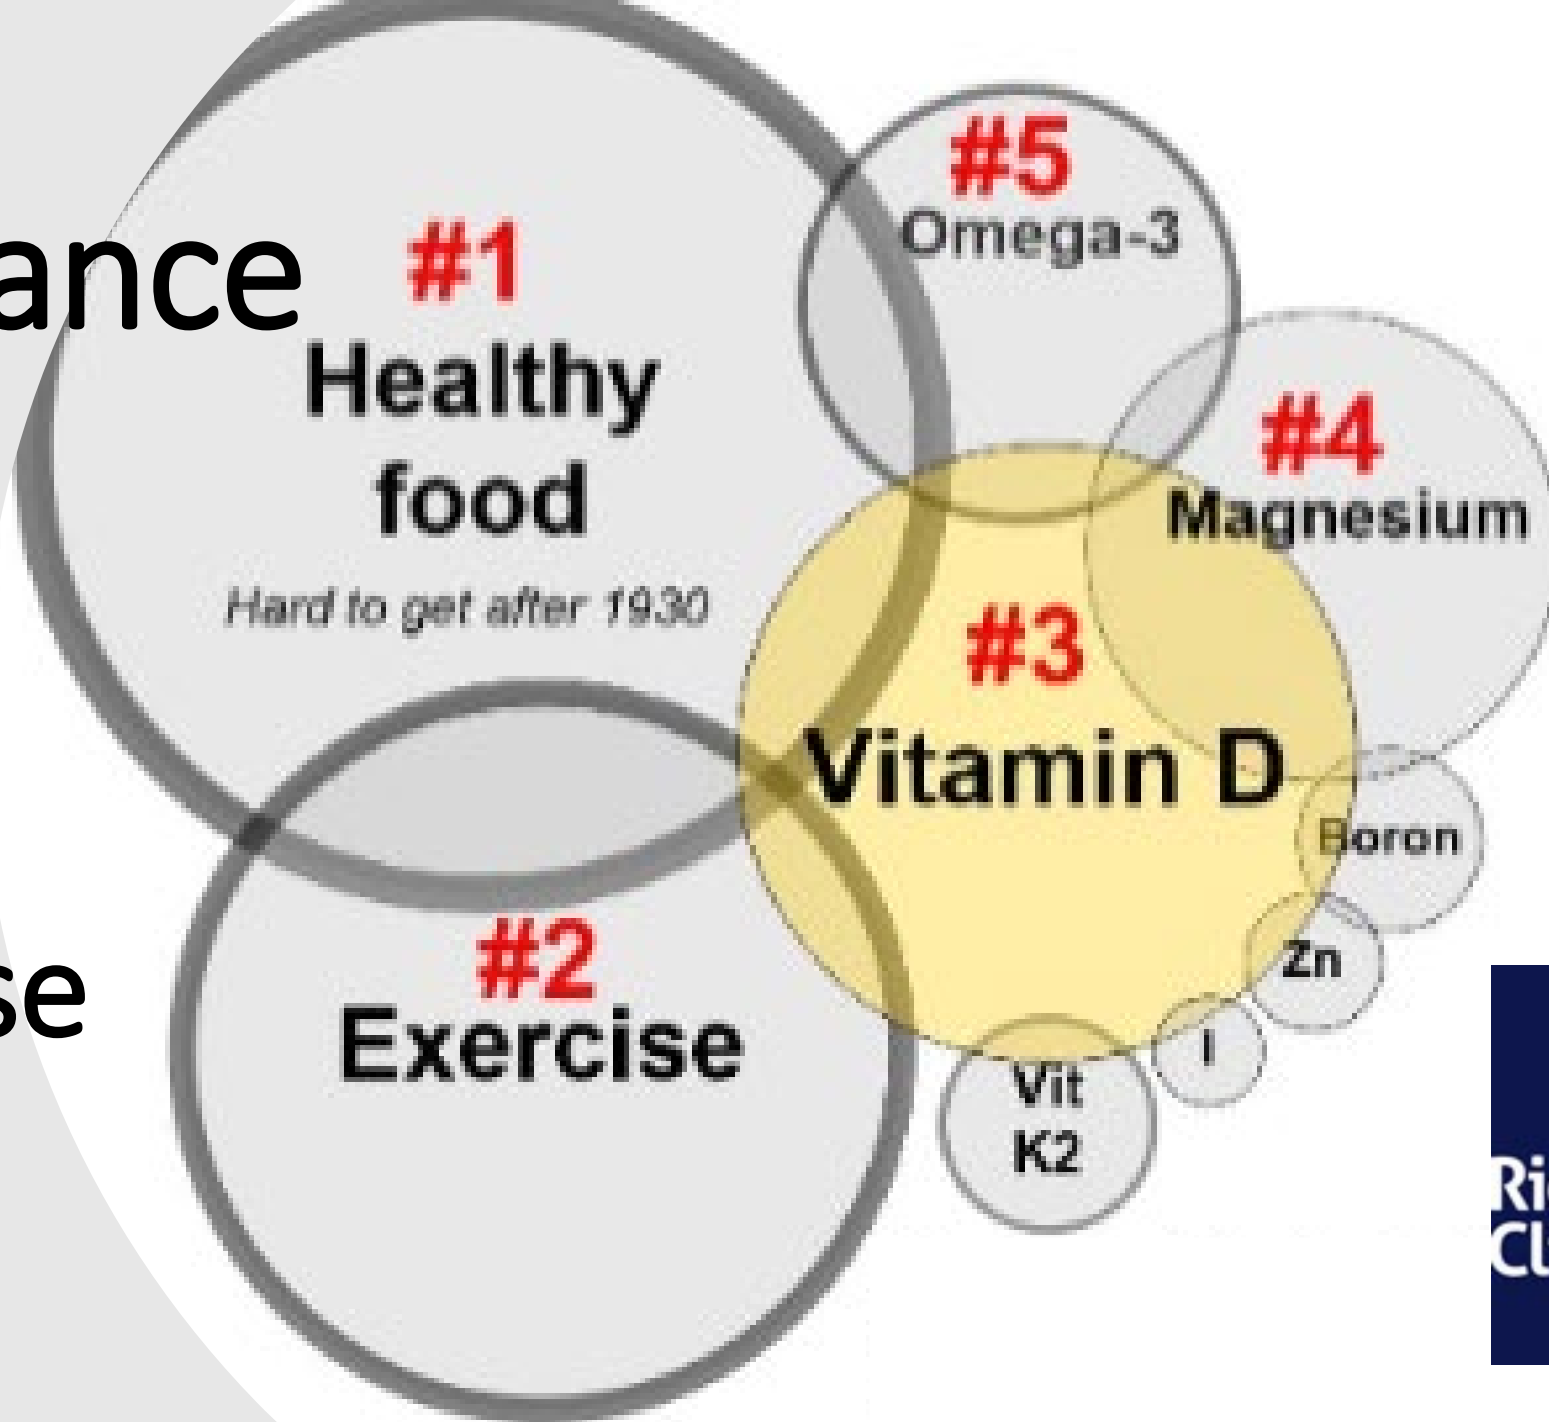 ance
#1
Healthy
food
Hard to get after 1930
#5
Omega-3
#4
Magnesium
#3
Vitamin D
Boron
Zn
I
Vit
K2
#2
Exercise
se
Ri
Cl